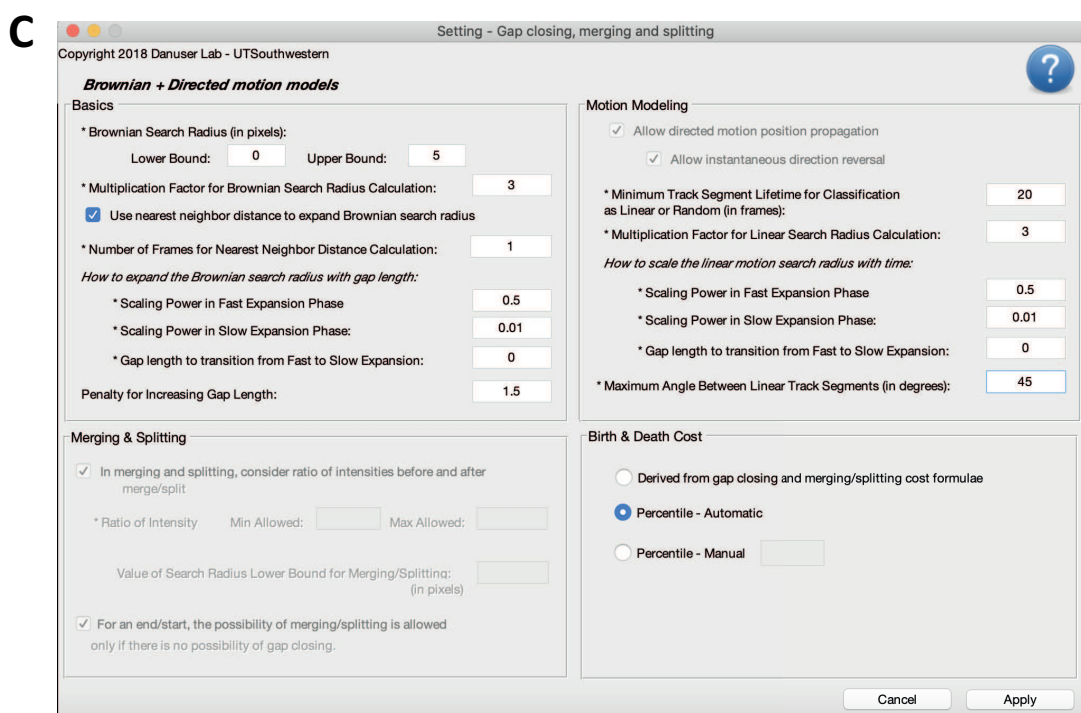 C
Setting - Gap closing, merging and splitting
Copyright 2018 Danuser Lab - UTSouthwestern
?
Brownian + Directed motion models
Basics
* Brownian Search Radius (in pixels):
Lower Bound: 0 Upper Bound: 5
* Multiplication Factor for Brownian Search Radius Calculation: 3
Use nearest neighbor distance to expand Brownian search radius
* Number of Frames for Nearest Neighbor Distance Calculation: 1
How to expand the Brownian search radius with gap length:
* Scaling Power in Fast Expansion Phase 0.5
* Scaling Power in Slow Expansion Phase: 0.01
* Gap length to transition from Fast to Slow Expansion: 0
Penalty for Increasing Gap Length: 1.5
Motion Modeling
Allow directed motion position propagation
Allow instantaneous direction reversal
* Minimum Track Segment Lifetime for Classification
as Linear or Random (in frames): 20
* Multiplication Factor for Linear Search Radius Calculation: 3
How to scale the linear motion search radius with time:
* Scaling Power in Fast Expansion Phase 0.5
* Scaling Power in Slow Expansion Phase: 0.01
* Gap length to transition from Fast to Slow Expansion: 0
* Maximum Angle Between Linear Track Segments (in degrees): 45
Merging & Splitting
In merging and splitting, consider ratio of intensities before and after
merge/split
* Ratio of Intensity Min Allowed: Max Allowed:
Value of Search Radius Lower Bound for Merging/Splitting:
(in pixels)
For an end/start, the possibility of merging/splitting is allowed
only if there is no possibility of gap closing.
Birth & Death Cost
Derived from gap closing and merging/splitting cost formulae
Percentile - Automatic
Percentile - Manual
Cancel Apply